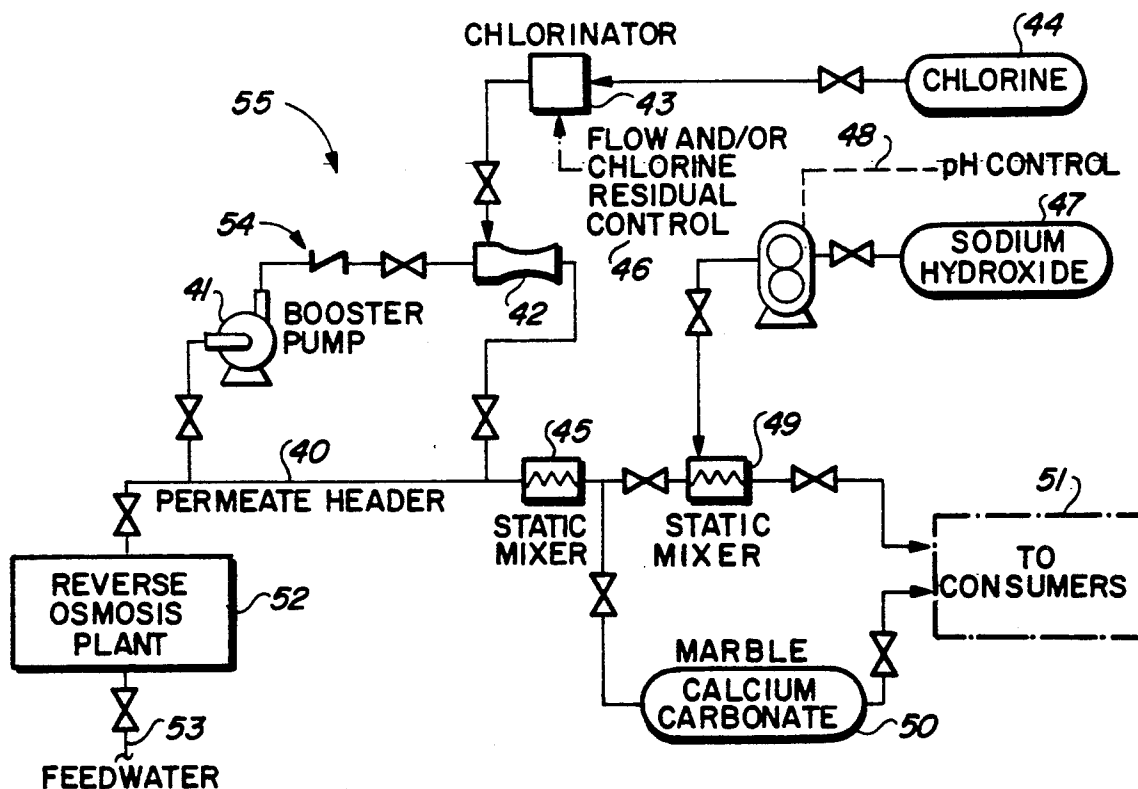 44
CHLORINATOR
CHLORINE
43
55
FLOW AND/OR
CHLORINE
RESIDUAL
CONTROL
46
48
pH CONTROL
47
SODIUM
HYDROXIDE
54
42
41
BOOSTER
PUMP
45
49
40
PERMEATE HEADER
STATIC
MIXER
STATIC
MIXER
51
TO
CONSUMERS
REVERSE
OSMOSIS
PLANT
52
MARBLE
CALCIUM
CARBONATE
50
53
FEEDWATER